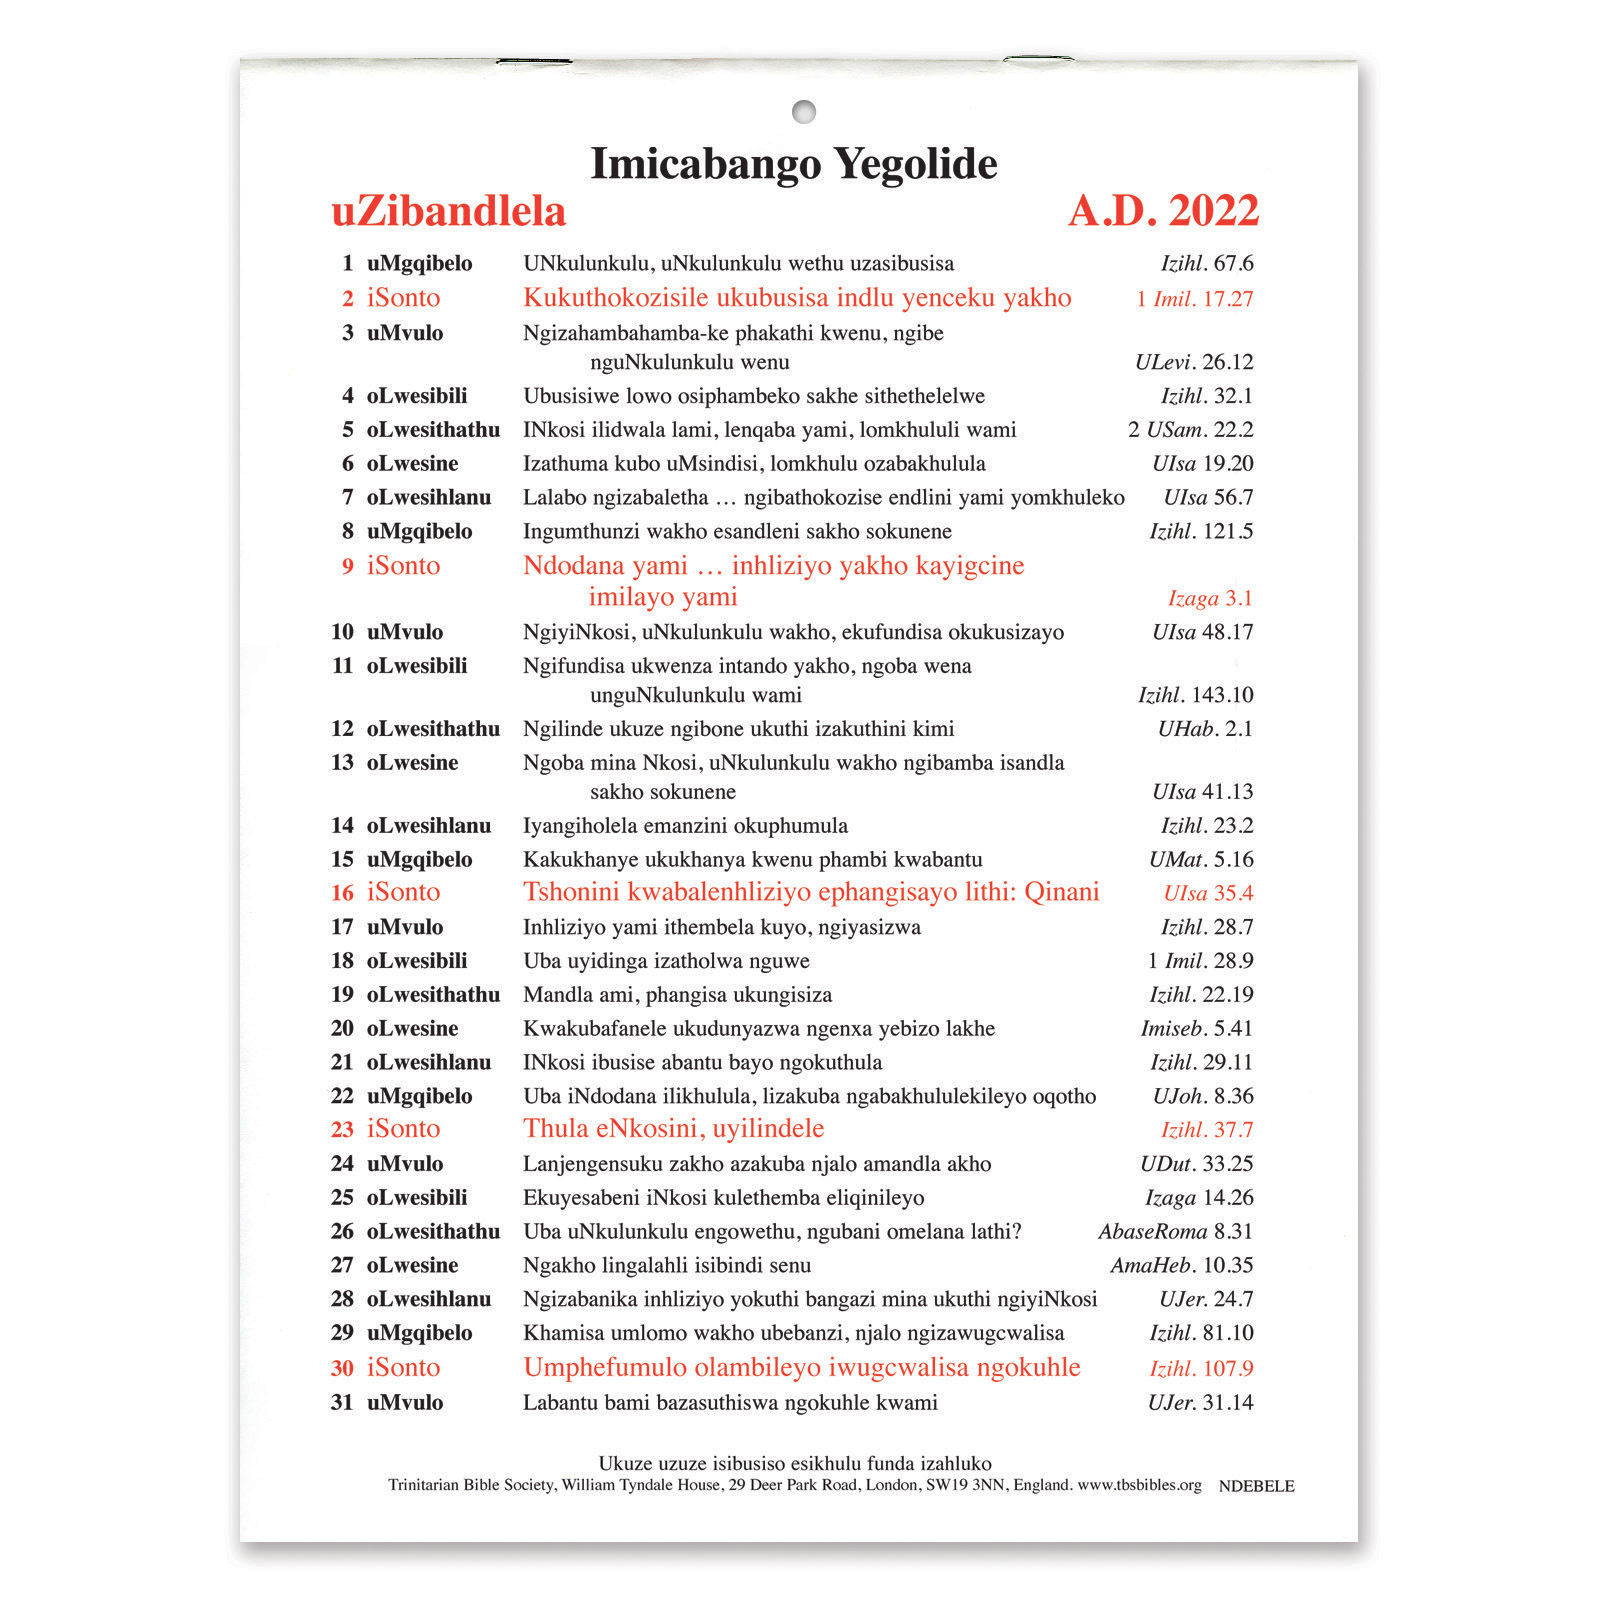 Imicabango Yegolide
uZibandlela A.D. 2022
1 uMgqibelo UNkulunkulu, uNkulunkulu wethu uzasibusisa Izihl. 67.6
2 iSonto Kukuthokozisile ukubusisa indlu yenceku yakho 1 Imil. 17.27
3 uMvulo Ngizahambahamba-ke phakathi kwenu, ngibe
nguNkulunkulu wenu ULevi. 26.12
4 oLwesibili Ubusisiwe lowo osiphambeko sakhe sithethelelwe Izihl. 32.1
5 oLwesithathu INkosi ilidwala lami, lenqaba yami, lomkhululi wami 2 USam. 22.2
6 oLwesine Izathuma kubo uMsindisi, lomkhulu ozabakhulula UIsa 19.20
7 oLwesihlanu Lalabo ngizabaletha … ngibathokozise endlini yami yomkhuleko UIsa 56.7
8 uMgqibelo Ingumthunzi wakho esandleni sakho sokunene Izihl. 121.5
9 iSonto Ndodana yami … inhliziyo yakho kayigcine
imilayo yami Izaga 3.1
10 uMvulo NgiyiNkosi, uNkulunkulu wakho, ekufundisa okukusizayo UIsa 48.17
11 oLwesibili Ngifundisa ukwenza intando yakho, ngoba wena
unguNkulunkulu wami Izihl. 143.10
12 oLwesithathu Ngilinde ukuze ngibone ukuthi izakuthini kimi UHab. 2.1
13 oLwesine Ngoba mina Nkosi, uNkulunkulu wakho ngibamba isandla
sakho sokunene UIsa 41.13
14 oLwesihlanu Iyangiholela emanzini okuphumula Izihl. 23.2
15 uMgqibelo Kakukhanye ukukhanya kwenu phambi kwabantu UMat. 5.16
16 iSonto Tshonini kwabalenhliziyo ephangisayo lithi: Qinani UIsa 35.4
17 uMvulo Inhliziyo yami ithembela kuyo, ngiyasizwa Izihl. 28.7
18 oLwesibili Uba uyidinga izatholwa nguwe 1 Imil. 28.9
19 oLwesithathu Mandla ami, phangisa ukungisiza Izihl. 22.19
20 oLwesine Kwakubafanele ukudunyazwa ngenxa yebizo lakhe Imiseb. 5.41
21 oLwesihlanu INkosi ibusise abantu bayo ngokuthula Izihl. 29.11
22 uMgqibelo Uba iNdodana ilikhulula, lizakuba ngabakhululekileyo oqotho UJoh. 8.36
23 iSonto Thula eNkosini, uyilindele Izihl. 37.7
24 uMvulo Lanjengensuku zakho azakuba njalo amandla akho UDut. 33.25
25 oLwesibili Ekuyesabeni iNkosi kulethemba eliqinileyo Izaga 14.26
26 oLwesithathu Uba uNkulunkulu engowethu, ngubani omelana lathi? AbaseRoma 8.31
27 oLwesine Ngakho lingalahli isibindi senu AmaHeb. 10.35
28 oLwesihlanu Ngizabanika inhliziyo yokuthi bangazi mina ukuthi ngiyiNkosi UJer. 24.7
29 uMgqibelo Khamisa umlomo wakho ubebanzi, njalo ngizawugcwalisa Izihl. 81.10
30 iSonto Umphefumulo olambileyo iwugcwalisa ngokuhle Izihl. 107.9
31 uMvulo Labantu bami bazasuthiswa ngokuhle kwami UJer. 31.14
Ukuze uzuze isibusiso esikhulu funda izahluko
Trinitarian Bible Society, William Tyndale House, 29 Deer Park Road, London, SW19 3NN, England. www.tbsbibles.org NDEBELE